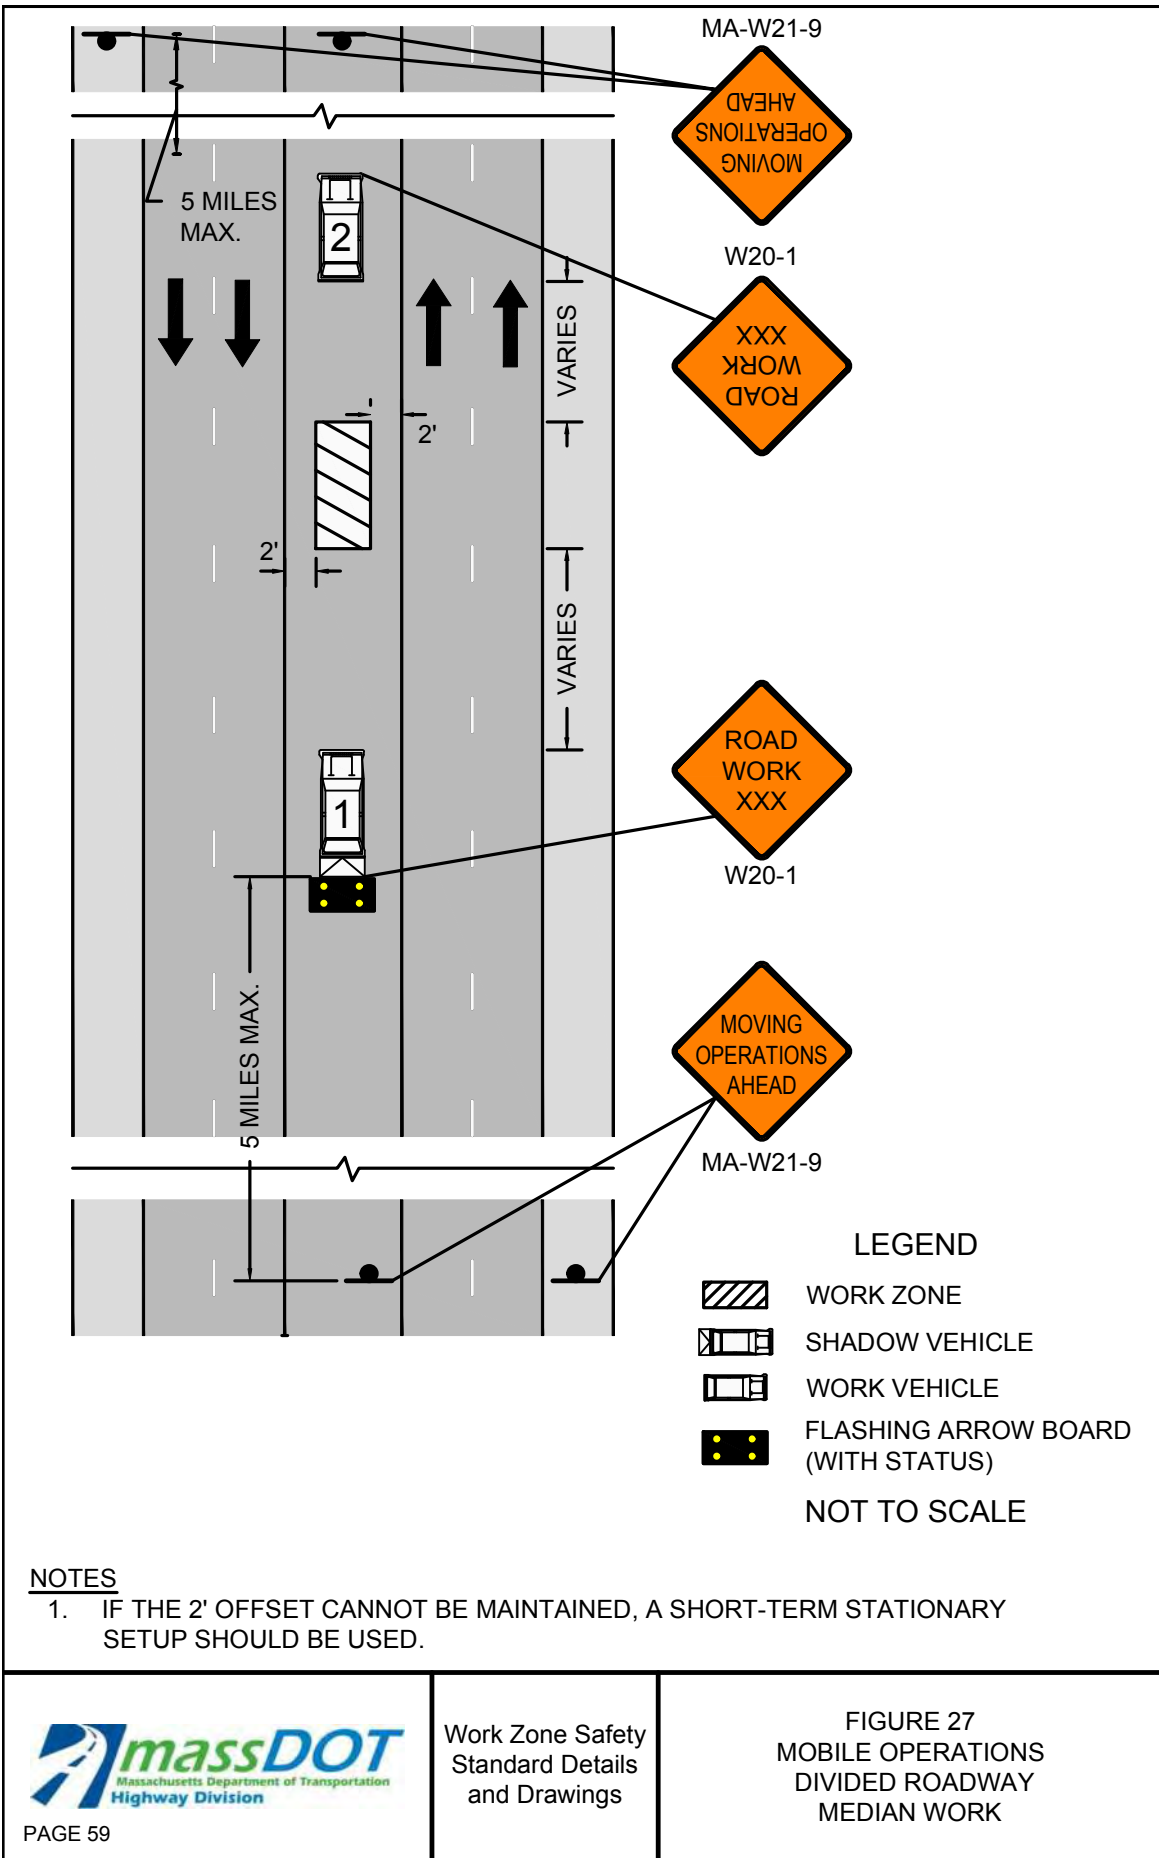 MA-W21-9
MOVING
OPERATIONS
AHEAD
5 MILES
MAX.
2
W20-1
ROAD
WORK
XXX
VARIES
2'
2'
VARIES
1
ROAD
WORK
XXX
W20-1
5 MILES MAX.
MOVING
OPERATIONS
AHEAD
MA-W21-9
LEGEND
WORK ZONE
SHADOW VEHICLE
WORK VEHICLE
FLASHING ARROW BOARD
(WITH STATUS)
NOT TO SCALE
NOTES
1. IF THE 2' OFFSET CANNOT BE MAINTAINED, A SHORT-TERM STATIONARY
SETUP SHOULD BE USED.
massDOT
Massachusetts Department of Transportation
Highway Division
PAGE 59
Work Zone Safety
Standard Details
and Drawings
FIGURE 27
MOBILE OPERATIONS
DIVIDED ROADWAY
MEDIAN WORK